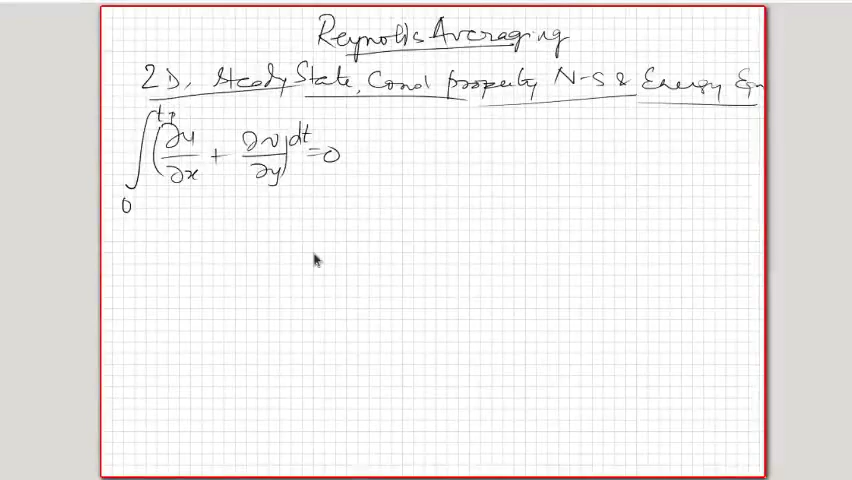 Reynolds Averaging
2D, Steady State, Const property N-S & Energy Eqn
∫₀^{tp} (∂u/∂x + ∂v/∂y) dt = 0